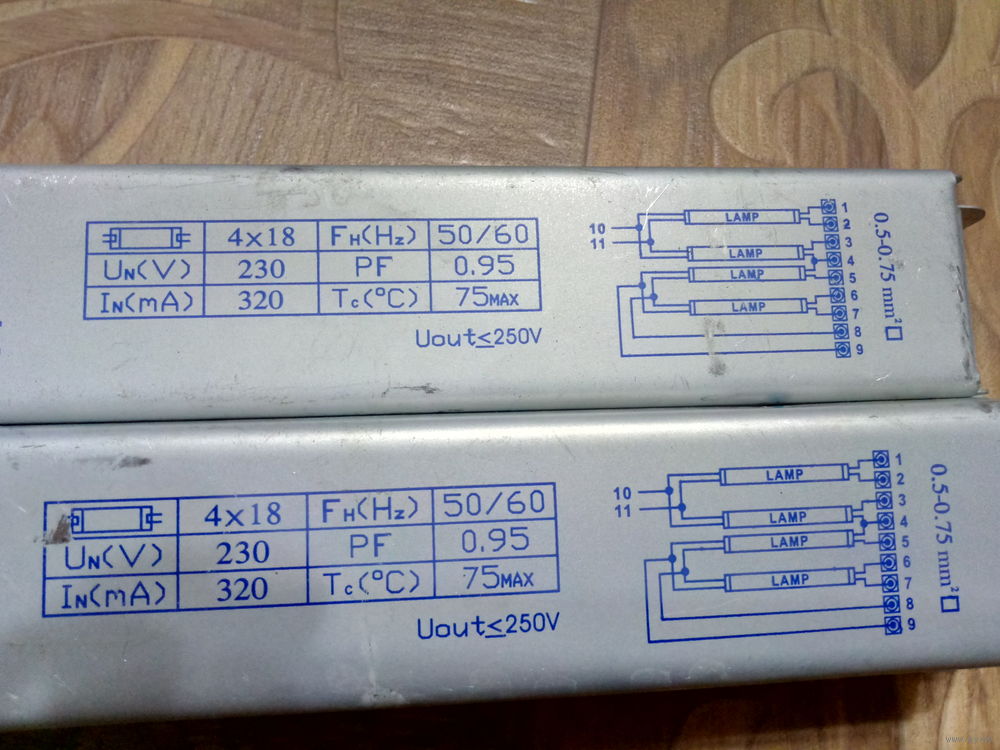 4x18 FH(Hz) 50/60
UN(V) 230 PF 0.95
IN(mA) 320 Tc(°C) 75MAX
Uout≤250V
10
11
LAMP
LAMP
LAMP
LAMP
1
2
3
4
5
6
7
8
9
0.5-0.75 mm²
4x18 FH(Hz) 50/60
UN(V) 230 PF 0.95
IN(mA) 320 Tc(°C) 75MAX
Uout≤250V
10
11
LAMP
LAMP
LAMP
LAMP
1
2
3
4
5
6
7
8
9
0.5-0.75 mm²